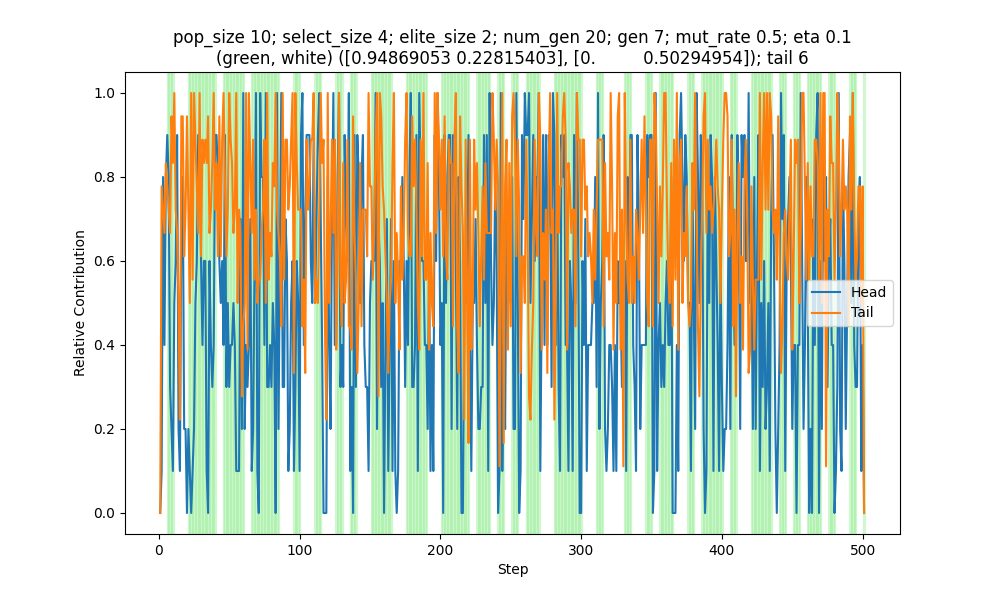 pop_size 10; select_size 4; elite_size 2; num_gen 20; gen 7; mut_rate 0.5; eta 0.1
(green, white) ([0.94869053 0.22815403], [0. 0.50294954]); tail 6
1.0
0.8
0.6
0.4
0.2
0.0
Relative Contribution
Head
Tail
0 100 200 300 400 500
Step